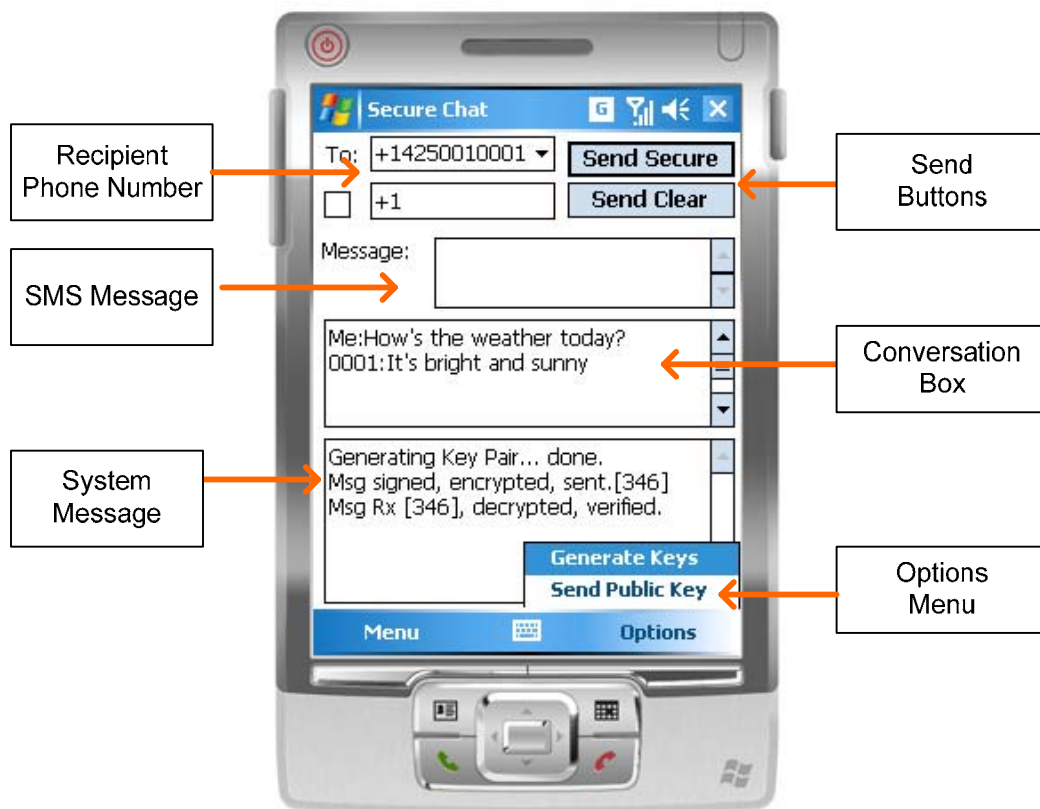 Secure Chat
G
Recipient
Phone Number
To:
+14250010001
Send Secure
+1
Send Clear
Send
Buttons
Message:
SMS Message
Me:How's the weather today?
0001:It's bright and sunny
Conversation
Box
System
Message
Generating Key Pair... done.
Msg signed, encrypted, sent.[346]
Msg Rx [346], decrypted, verified.
Generate Keys
Send Public Key
Options
Menu
Menu
Options